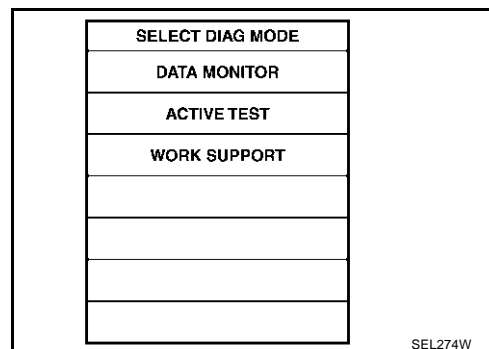 SELECT DIAG MODE
DATA MONITOR
ACTIVE TEST
WORK SUPPORT
SEL274W